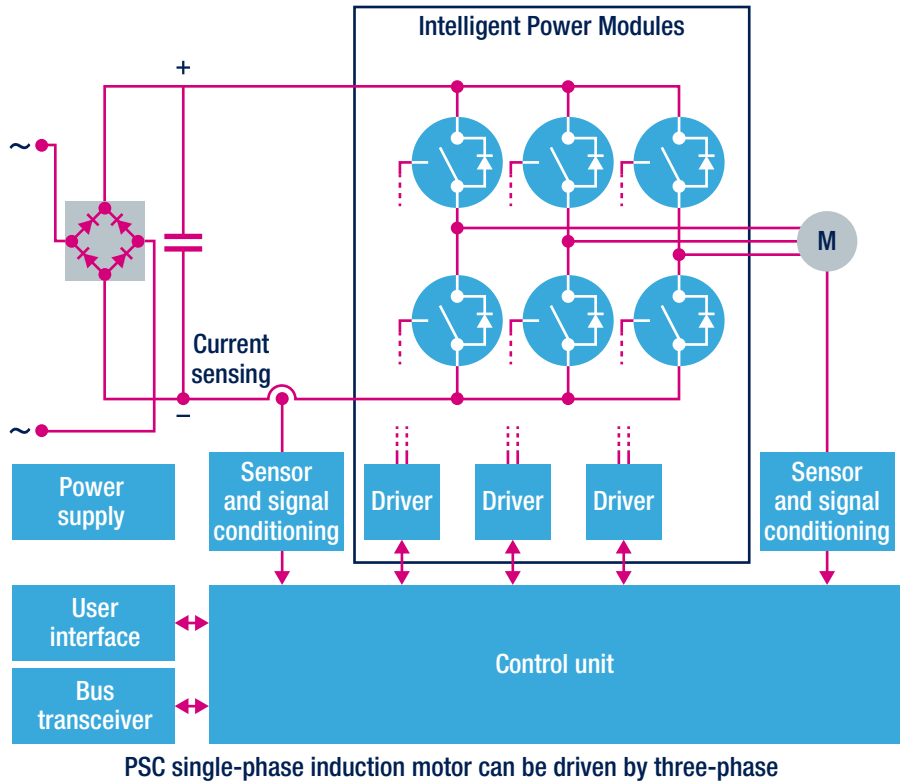 Intelligent Power Modules
+
~
M
Current
sensing
−
~
Power
supply
Sensor
and signal
conditioning
Driver
Driver
Driver
Sensor
and signal
conditioning
User
interface
Control unit
Bus
transceiver
PSC single-phase induction motor can be driven by three-phase